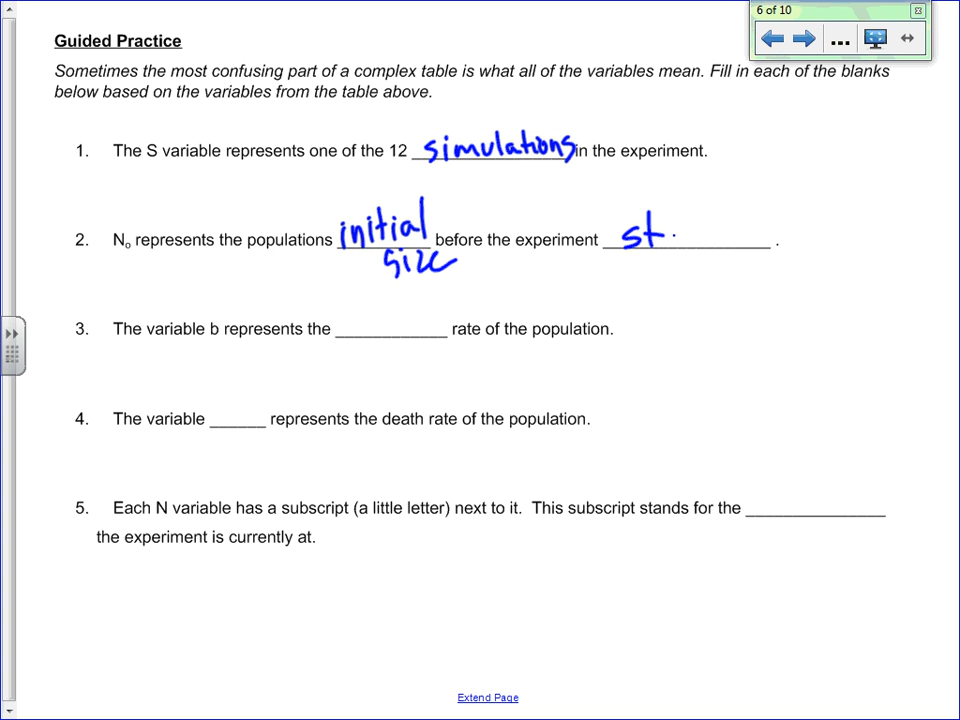 6 of 10
Guided Practice
Sometimes the most confusing part of a complex table is what all of the variables mean. Fill in each of the blanks
below based on the variables from the table above.
1. The S variable represents one of the 12 simulations in the experiment.
2. N₀ represents the populations initial before the experiment st .
size
3. The variable b represents the ____________ rate of the population.
4. The variable ______ represents the death rate of the population.
5. Each N variable has a subscript (a little letter) next to it. This subscript stands for the _______________
the experiment is currently at.
Extend Page